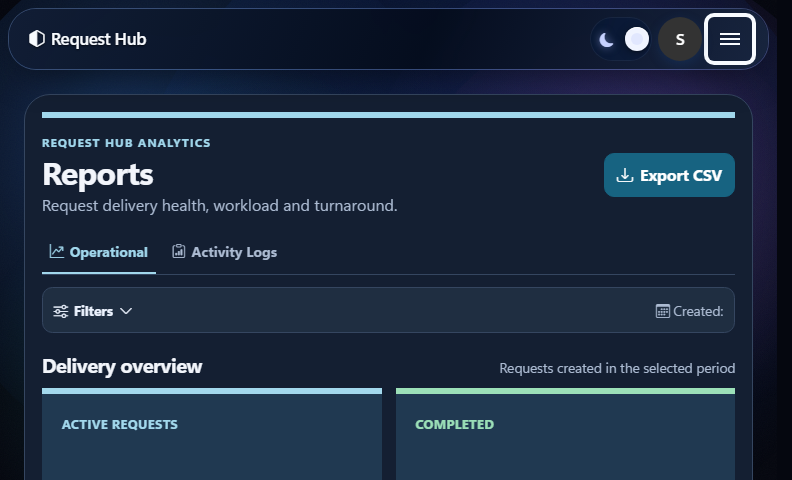 Request Hub
S
REQUEST HUB ANALYTICS
Reports
Export CSV
Request delivery health, workload and turnaround.
Operational
Activity Logs
Filters
Created:
Delivery overview
Requests created in the selected period
ACTIVE REQUESTS
COMPLETED